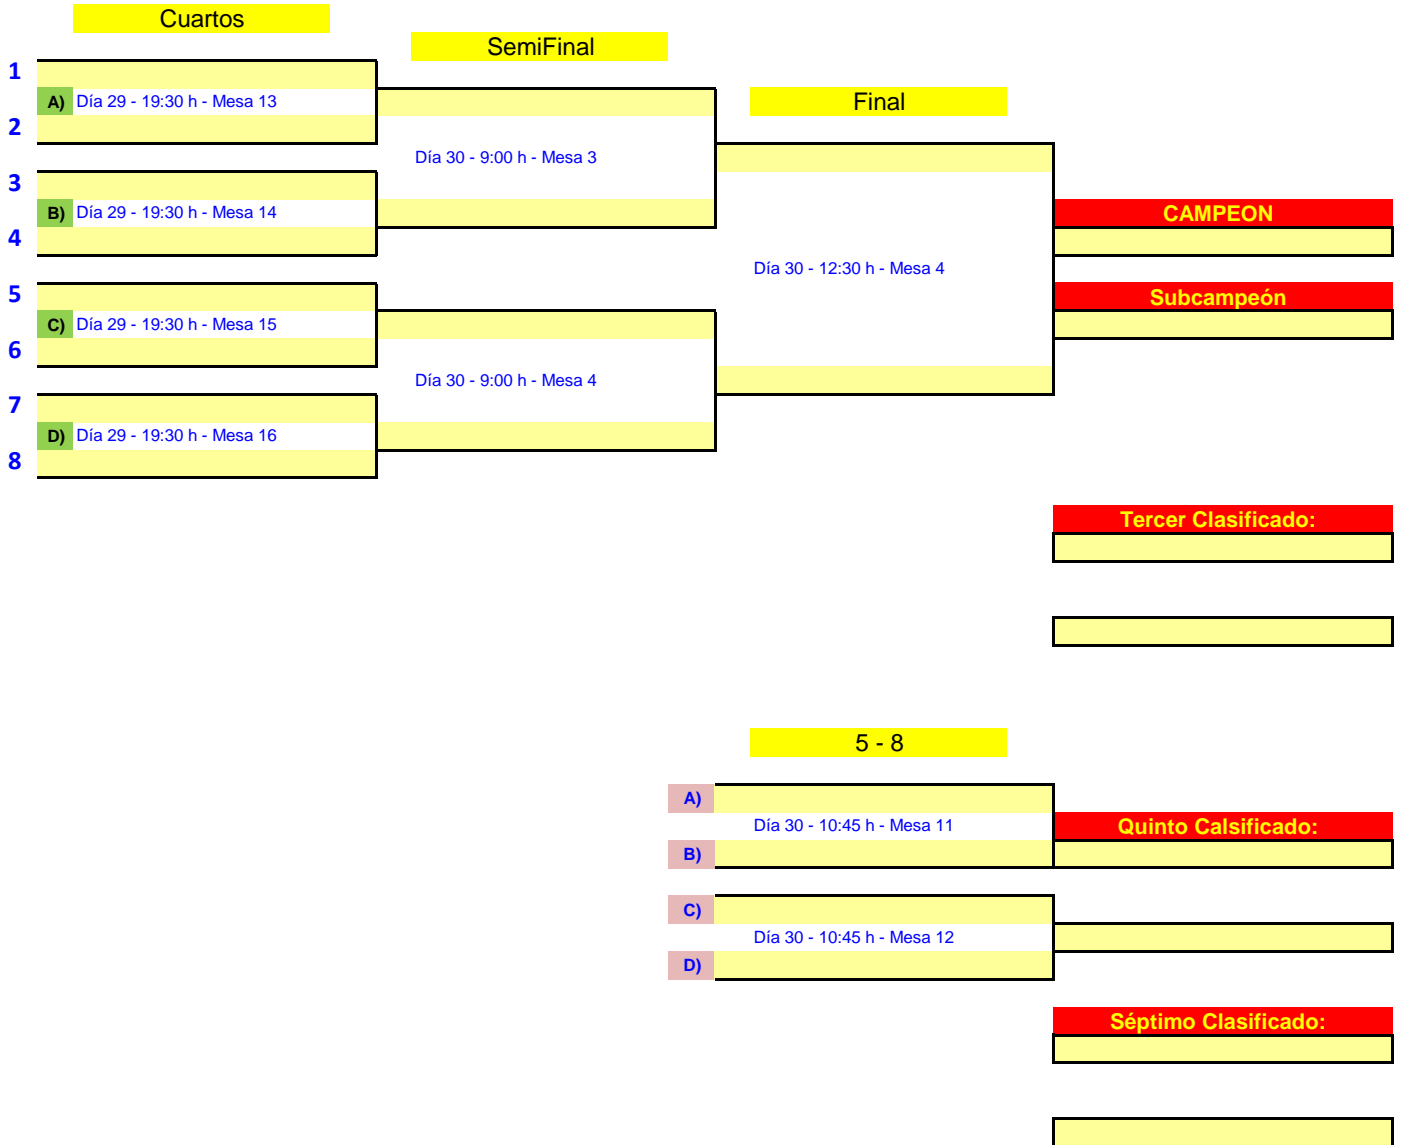 Cuartos
SemiFinal
Final
1
A) Día 29 - 19:30 h - Mesa 13
2
Día 30 - 9:00 h - Mesa 3
3
B) Día 29 - 19:30 h - Mesa 14
4
CAMPEON
Día 30 - 12:30 h - Mesa 4
5
Subcampeón
C) Día 29 - 19:30 h - Mesa 15
6
Día 30 - 9:00 h - Mesa 4
7
D) Día 29 - 19:30 h - Mesa 16
8
Tercer Clasificado:
5 - 8
A)
Día 30 - 10:45 h - Mesa 11
Quinto Calsificado:
B)
C)
Día 30 - 10:45 h - Mesa 12
D)
Séptimo Clasificado: